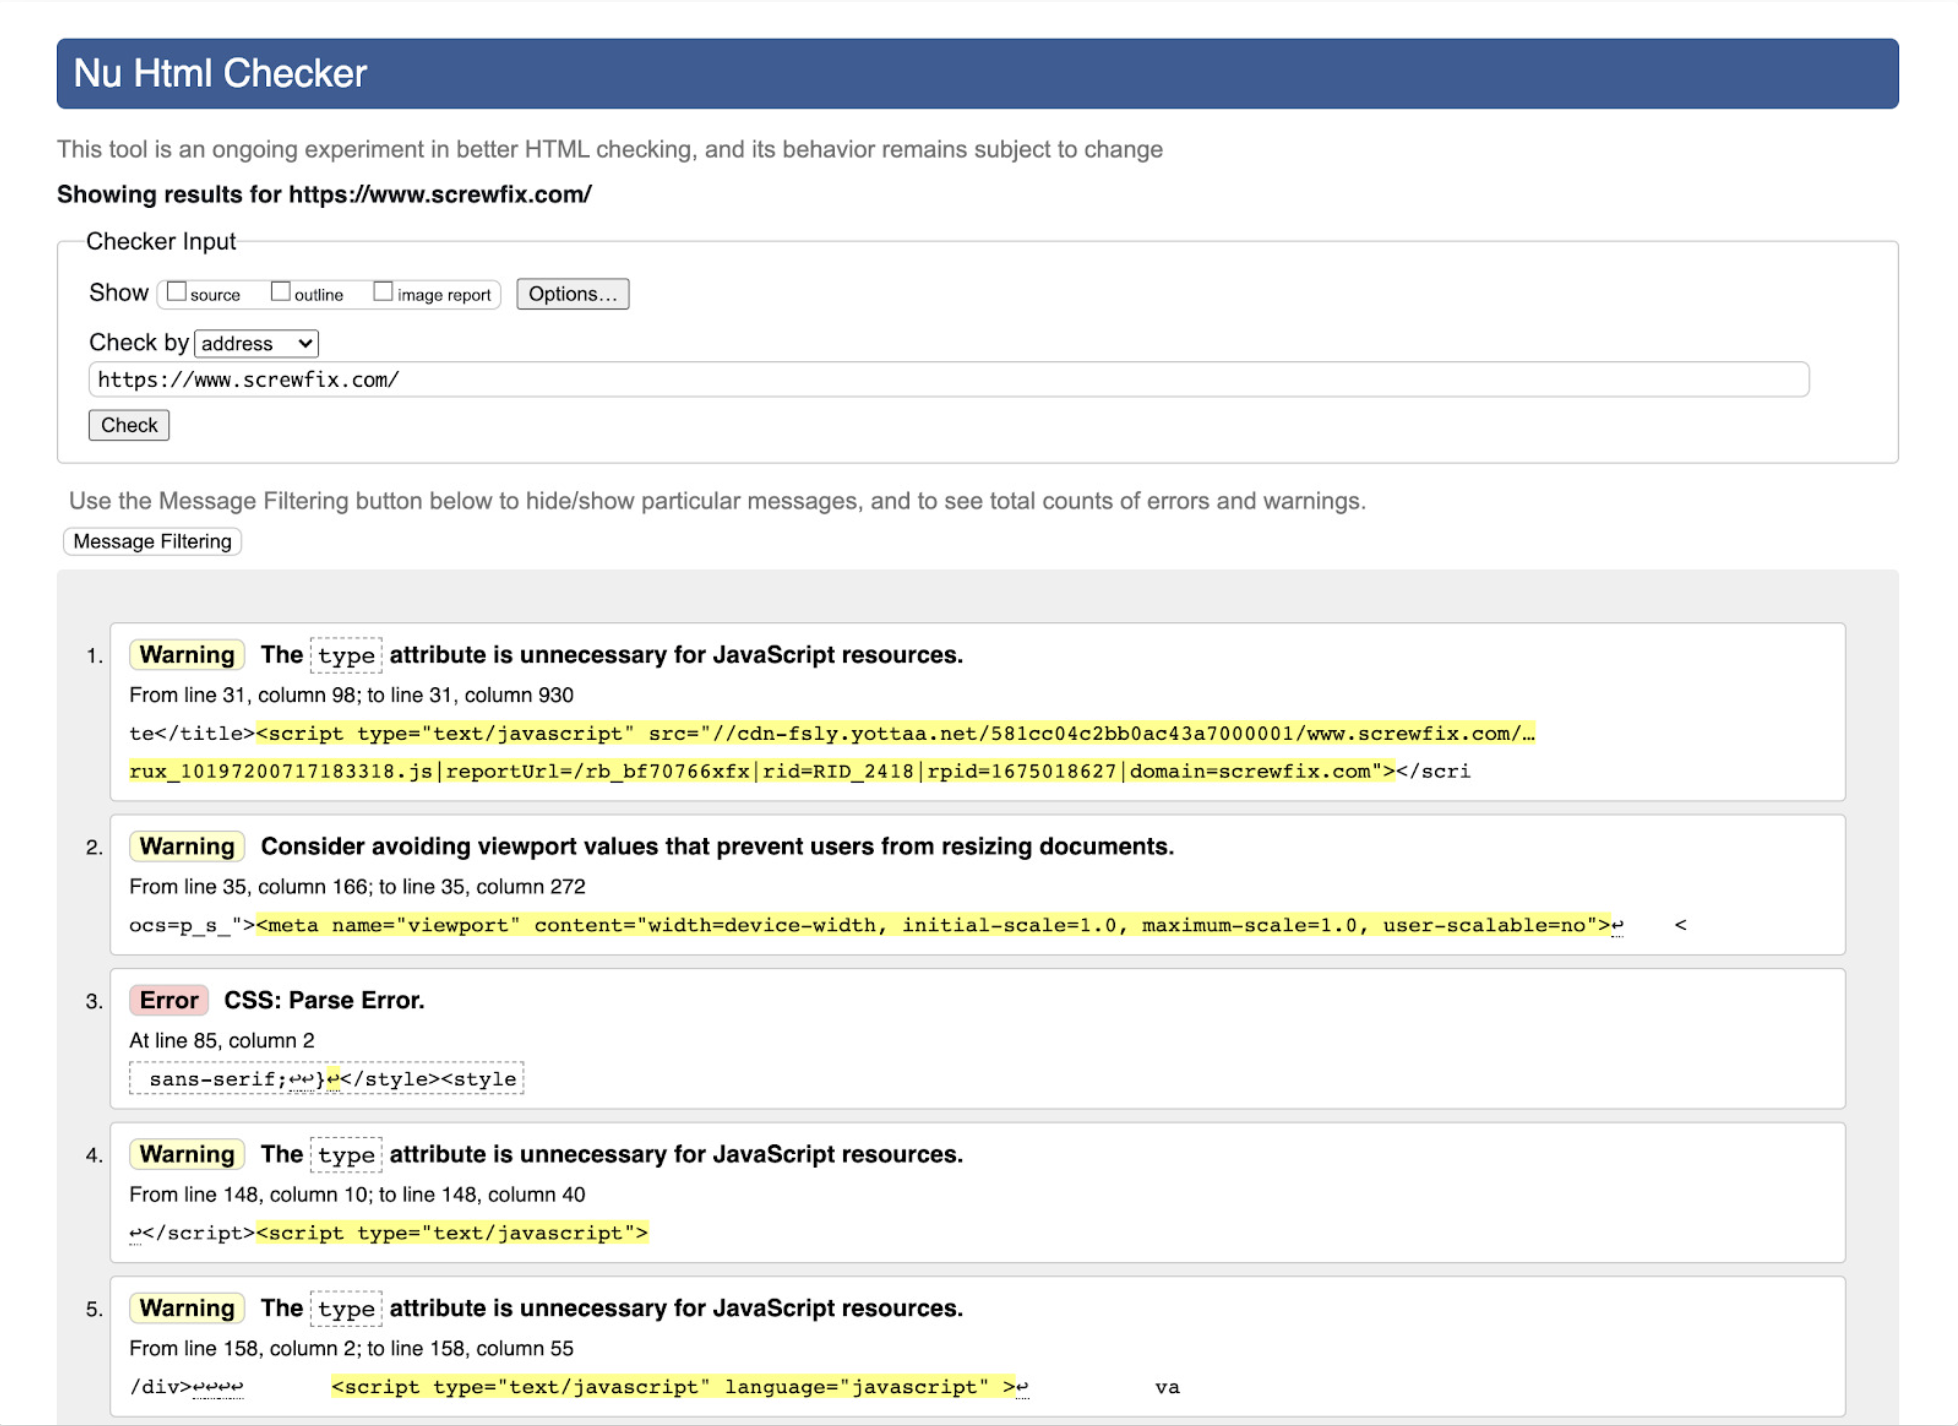 Nu Html Checker
This tool is an ongoing experiment in better HTML checking, and its behavior remains subject to change
Showing results for https://www.screwfix.com/
Checker Input
Show source outline image report Options...
Check by address
https://www.screwfix.com/
Check
Use the Message Filtering button below to hide/show particular messages, and to see total counts of errors and warnings.
Message Filtering
1. Warning The type attribute is unnecessary for JavaScript resources.
From line 31, column 98; to line 31, column 930
te</title><script type="text/javascript" src="//cdn-fsly.yottaa.net/581cc04c2bb0ac43a7000001/www.screwfix.com/…
rux_10197200717183318.js|reportUrl=/rb_bf70766xfx|rid=RID_2418|rpid=1675018627|domain=screwfix.com"></scri
2. Warning Consider avoiding viewport values that prevent users from resizing documents.
From line 35, column 166; to line 35, column 272
ocs=p_s_"><meta name="viewport" content="width=device-width, initial-scale=1.0, maximum-scale=1.0, user-scalable=no">↩ <
3. Error CSS: Parse Error.
At line 85, column 2
sans-serif;↩↩}↩</style><style
4. Warning The type attribute is unnecessary for JavaScript resources.
From line 148, column 10; to line 148, column 40
↩</script><script type="text/javascript">
5. Warning The type attribute is unnecessary for JavaScript resources.
From line 158, column 2; to line 158, column 55
/div>↩↩↩↩ <script type="text/javascript" language="javascript" >↩ va